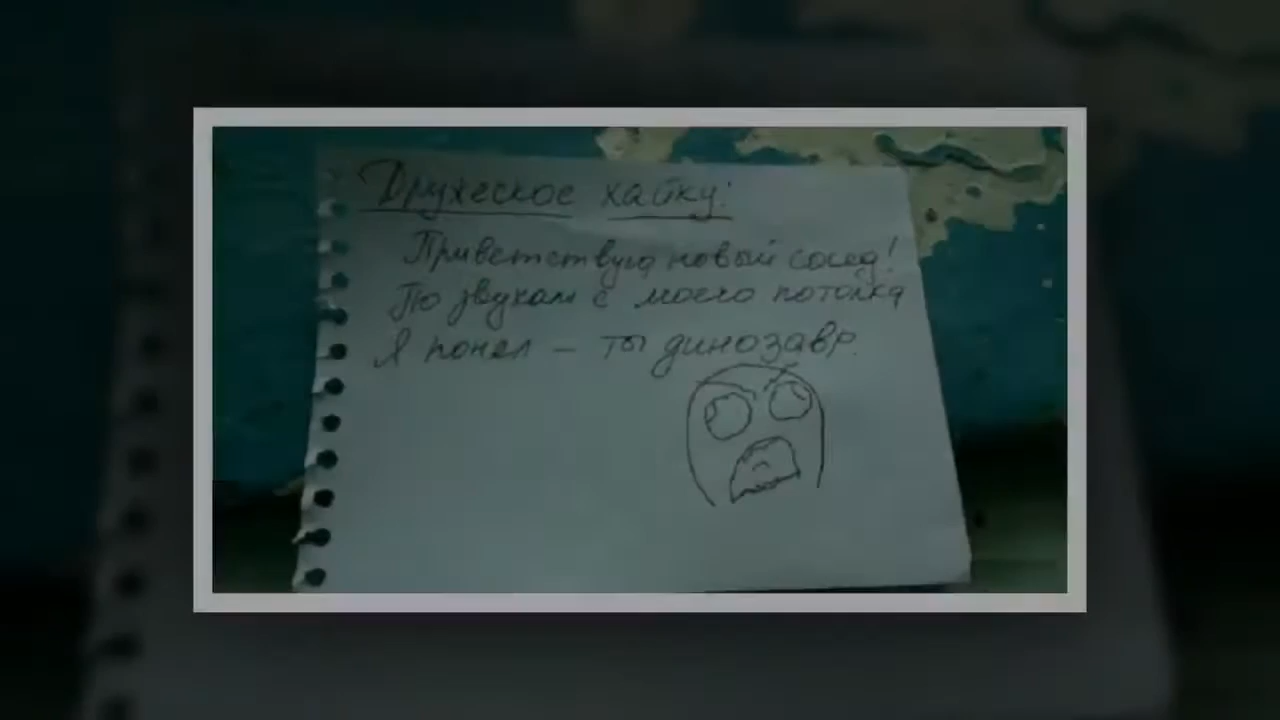 Дружеское хайку:
Приветствую новый сосед!
По звукам с моего потолка
Я понял – ты динозавр.